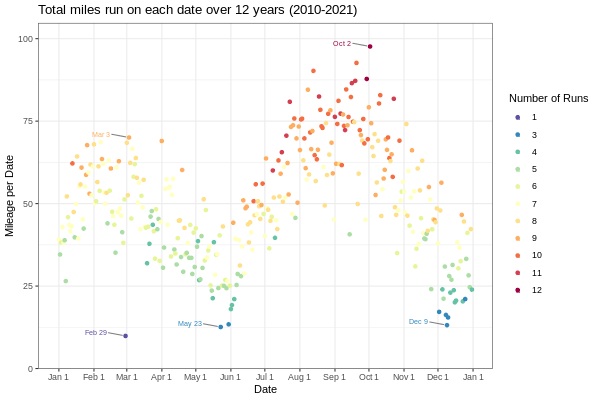 Total miles run on each date over 12 years (2010-2021)
Mileage per Date
100
75
50
25
0
Oct 2
Mar 3
May 23
Feb 29
Dec 9
Jan 1 Feb 1 Mar 1 Apr 1 May 1 Jun 1 Jul 1 Aug 1 Sep 1 Oct 1 Nov 1 Dec 1 Jan 1
Date
Number of Runs
1
3
4
5
6
7
8
9
10
11
12